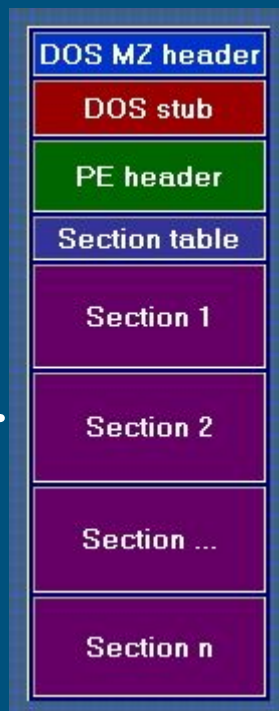 DOS MZ header
DOS stub
PE header
Section table
Section 1
Section 2
Section ...
Section n